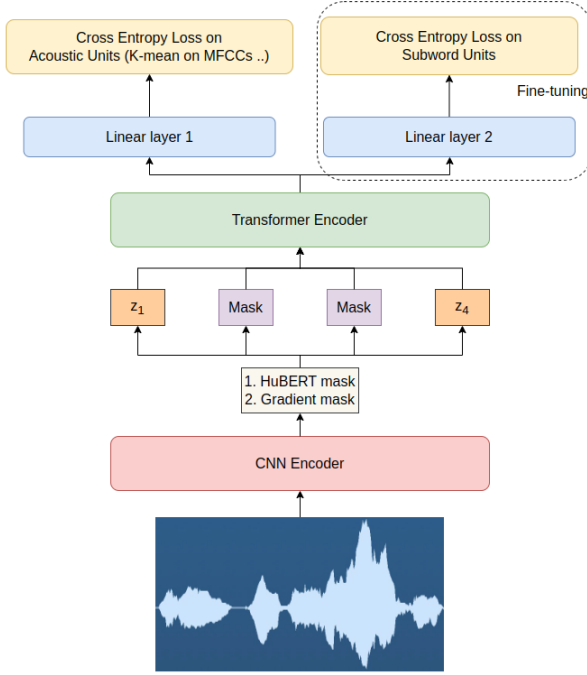 Cross Entropy Loss on
Acoustic Units (K-mean on MFCCs ..)
Cross Entropy Loss on
Subword Units
Fine-tuning
Linear layer 1
Linear layer 2
Transformer Encoder
z1
Mask
Mask
z4
1. HuBERT mask
2. Gradient mask
CNN Encoder